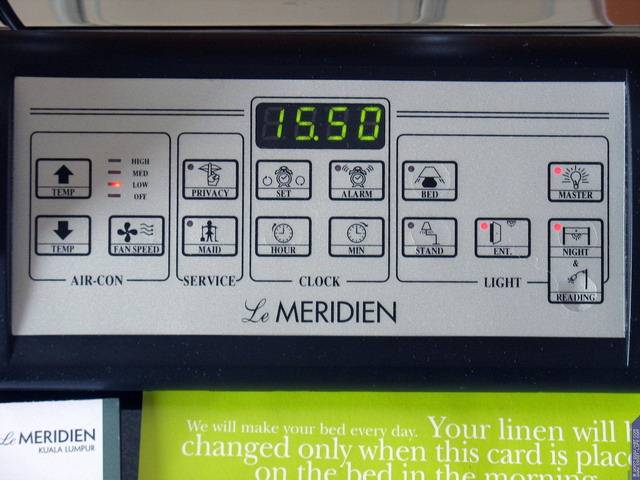 15.50
HIGH
MED
LOW
OFF
TEMP
TEMP
FAN SPEED
AIR-CON
PRIVACY
MAID
SERVICE
SET
ALARM
HOUR
MIN
CLOCK
BED
MASTER
STAND
ENT.
NIGHT
&
READING
LIGHT
Le MERIDIEN
Le MERIDIEN
KUALA LUMPUR
We will make your bed every day. Your linen will b
changed only when this card is place
on the bed in the morning